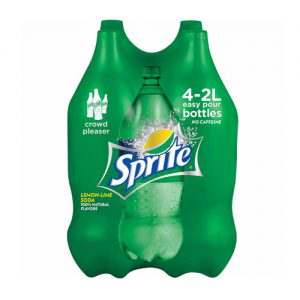 4-2L
easy pour
bottles
NO CAFFEINE
crowd
pleaser
Sprite
LEMON-LIME
SODA
100% NATURAL
FLAVORS